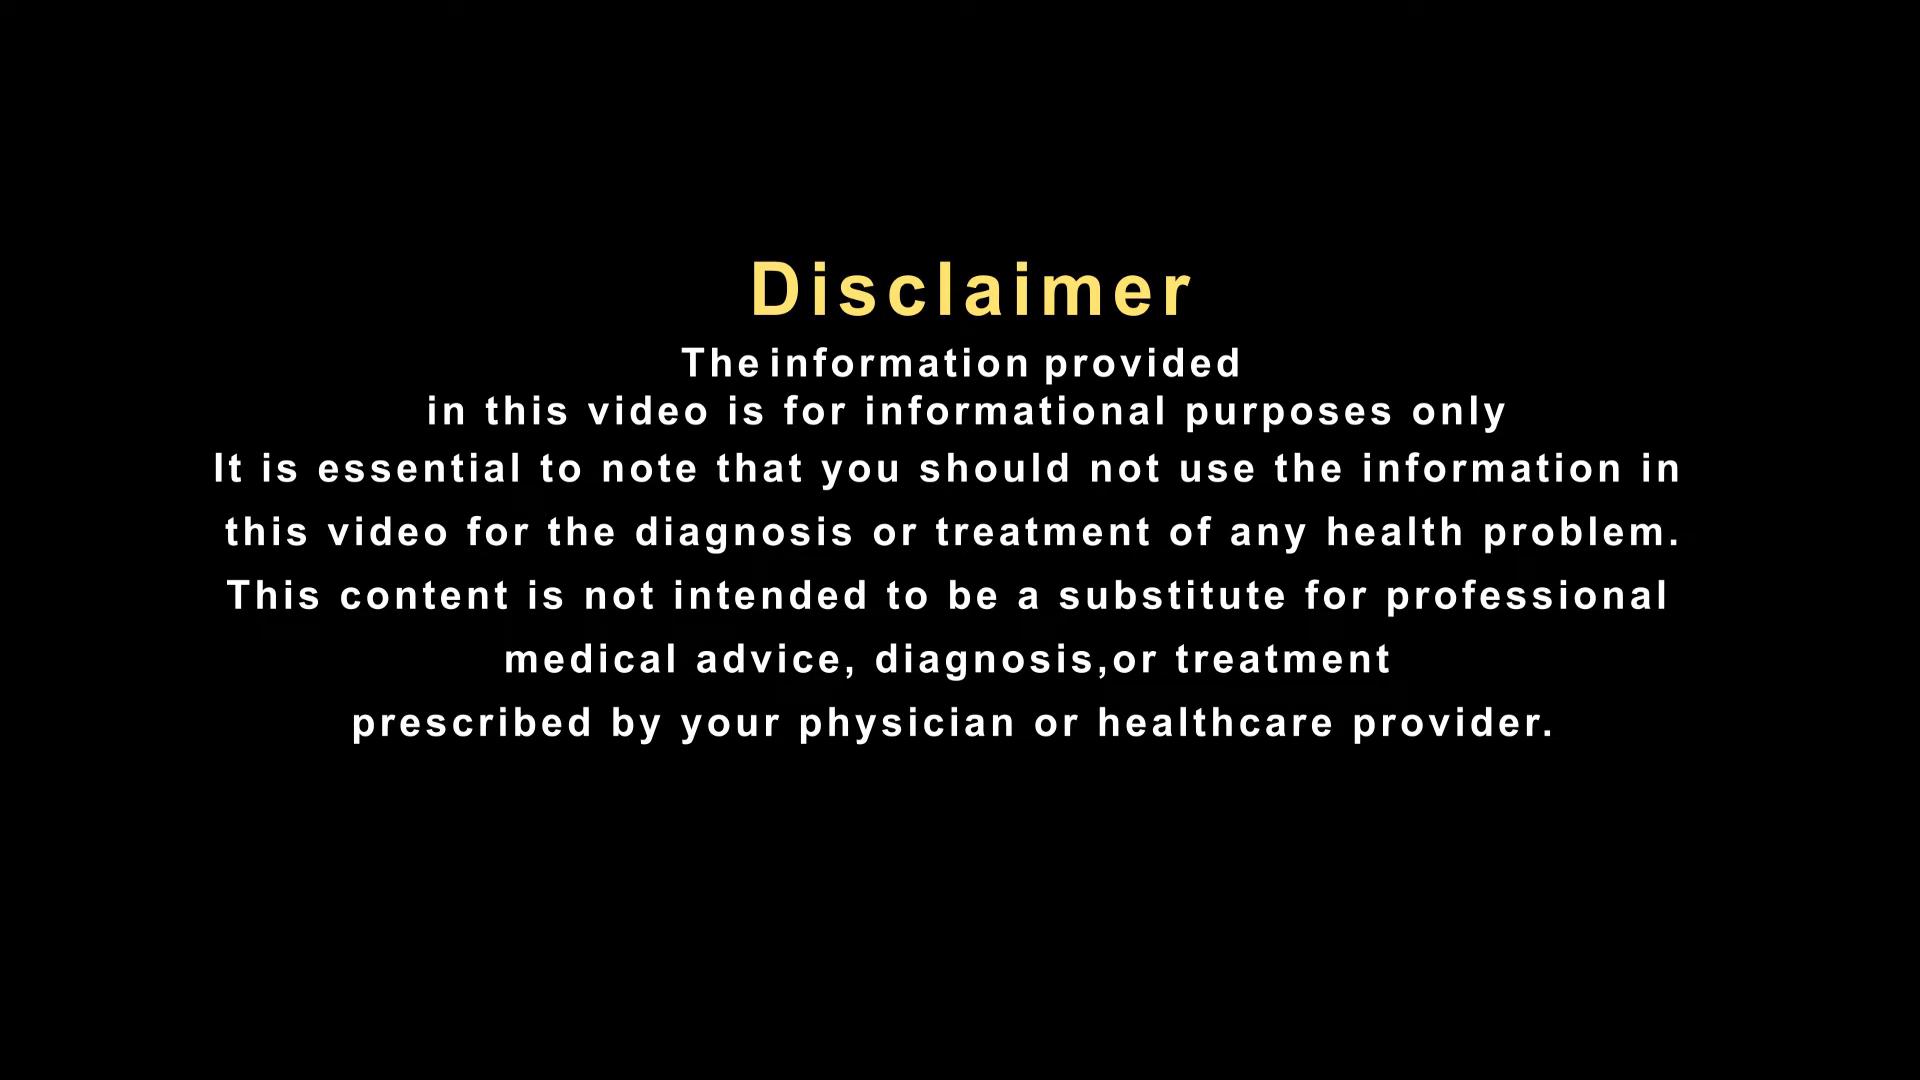 Disclaimer
The information provided
in this video is for informational purposes only
It is essential to note that you should not use the information in
this video for the diagnosis or treatment of any health problem.
This content is not intended to be a substitute for professional
medical advice, diagnosis,or treatment
prescribed by your physician or healthcare provider.